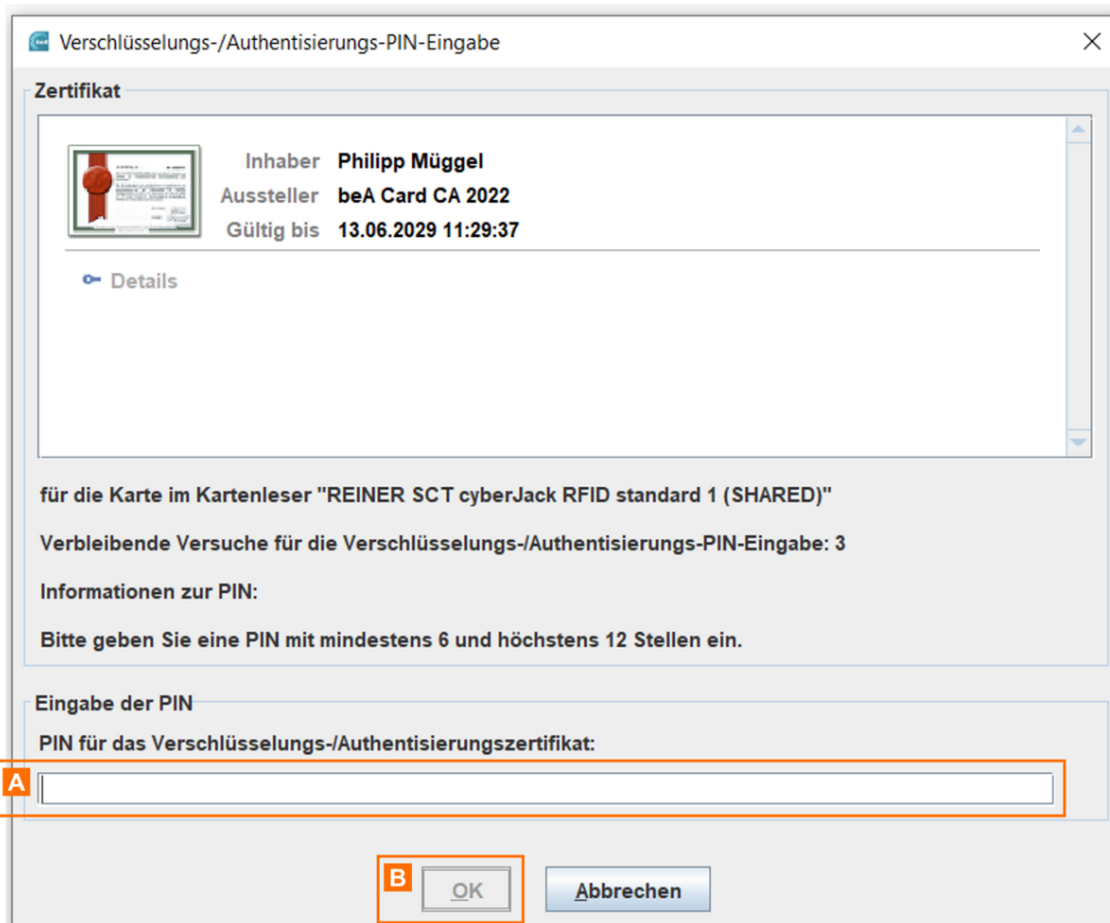 Verschlüsselungs-/Authentisierungs-PIN-Eingabe
Zertifikat
Inhaber Philipp Müggel
Aussteller beA Card CA 2022
Gültig bis 13.06.2029 11:29:37
Details
für die Karte im Kartenleser "REINER SCT cyberJack RFID standard 1 (SHARED)"
Verbleibende Versuche für die Verschlüsselungs-/Authentisierungs-PIN-Eingabe: 3
Informationen zur PIN:
Bitte geben Sie eine PIN mit mindestens 6 und höchstens 12 Stellen ein.
Eingabe der PIN
PIN für das Verschlüsselungs-/Authentisierungszertifikat:
A
B OK Abbrechen